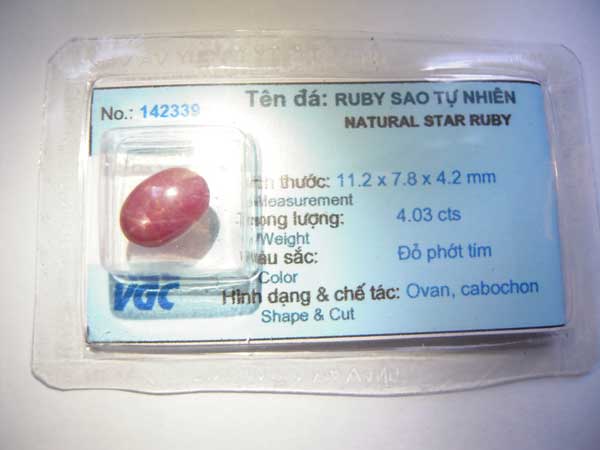 No.: 142339
Tên đá: RUBY SAO TỰ NHIÊN
NATURAL STAR RUBY
thước: 11.2 x 7.8 x 4.2 mm
Measurement
lượng: 4.03 cts
Weight
sắc: Đỏ phớt tím
Color
VGC
Hình dạng & chế tác: Ovan, cabochon
Shape & Cut